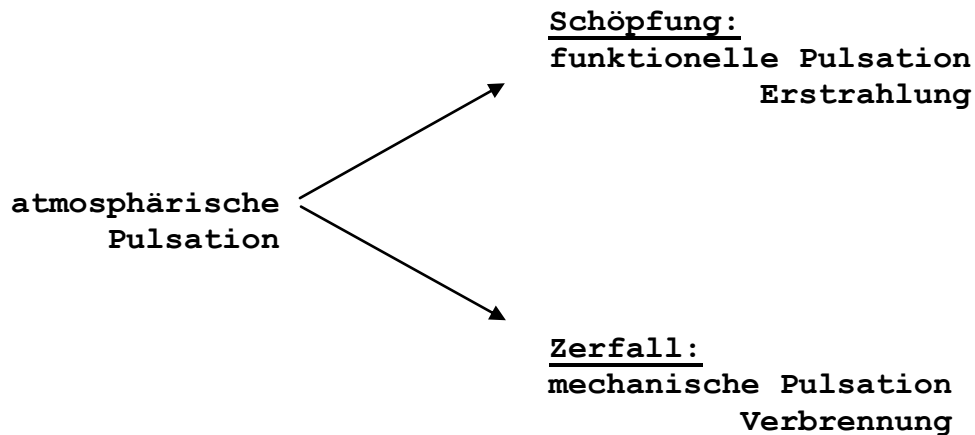 Schöpfung:
funktionelle Pulsation
Erstrahlung
atmosphärische
Pulsation
Zerfall:
mechanische Pulsation
Verbrennung